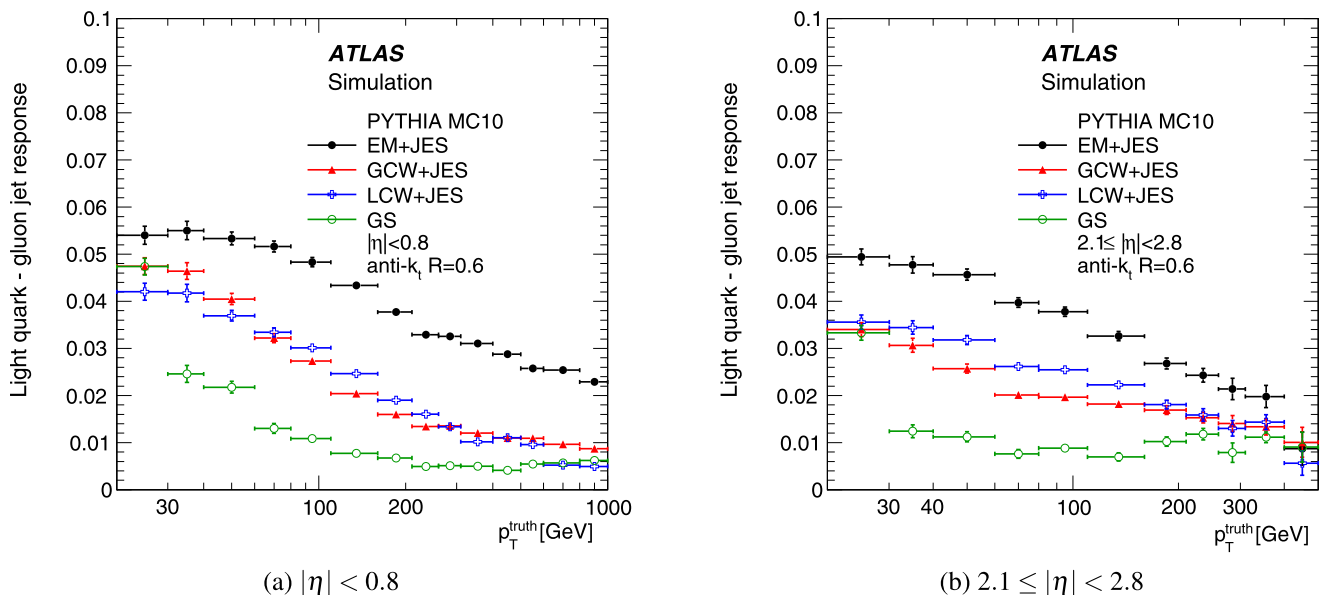 Light quark - gluon jet response
0.1
0.09
0.08
0.07
0.06
0.05
0.04
0.03
0.02
0.01
0
ATLAS
Simulation
PYTHIA MC10
EM+JES
GCW+JES
LCW+JES
GS
|η|<0.8
anti-kt R=0.6
30 100 200 1000
pTtruth[GeV]
(a) |η| < 0.8
Light quark - gluon jet response
0.1
0.09
0.08
0.07
0.06
0.05
0.04
0.03
0.02
0.01
0
ATLAS
Simulation
PYTHIA MC10
EM+JES
GCW+JES
LCW+JES
GS
2.1≤ |η|<2.8
anti-kt R=0.6
30 40 100 200 300
pTtruth[GeV]
(b) 2.1 ≤ |η| < 2.8